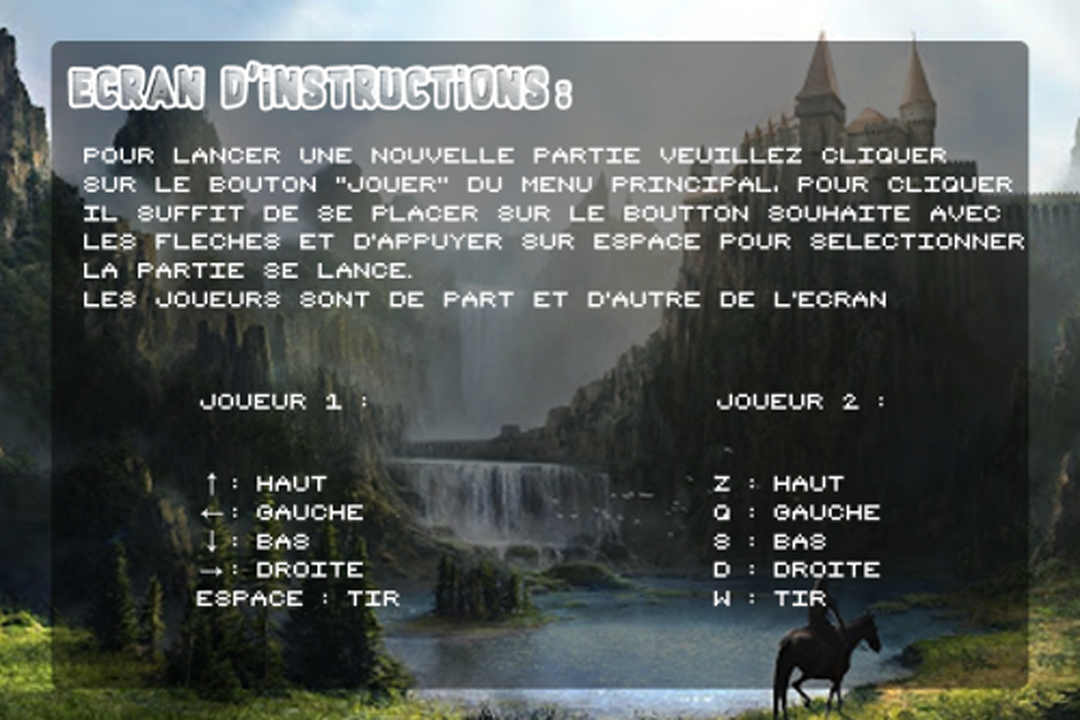 ECRAN D'INSTRUCTIONS :
POUR LANCER UNE NOUVELLE PARTIE VEUILLEZ CLIQUER
SUR LE BOUTON "JOUER" DU MENU PRINCIPAL. POUR CLIQUER
IL SUFFIT DE SE PLACER SUR LE BOUTTON SOUHAITE AVEC
LES FLECHES ET D'APPUYER SUR ESPACE POUR SELECTIONNER
LA PARTIE SE LANCE.
LES JOUEURS SONT DE PART ET D'AUTRE DE L'ECRAN
JOUEUR 1 :
↑ : HAUT
← : GAUCHE
↓ : BAS
→ : DROITE
ESPACE : TIR
JOUEUR 2 :
Z : HAUT
Q : GAUCHE
S : BAS
D : DROITE
W : TIR